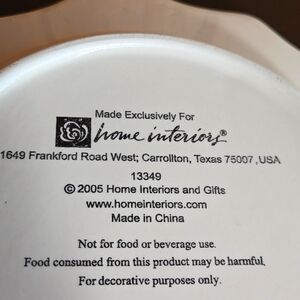 Made Exclusively For
home interiors®
1649 Frankford Road West; Carrollton, Texas 75007, USA
13349
© 2005 Home Interiors and Gifts
www.homeinteriors.com
Made in China
Not for food or beverage use.
Food consumed from this product may be harmful.
For decorative purposes only.